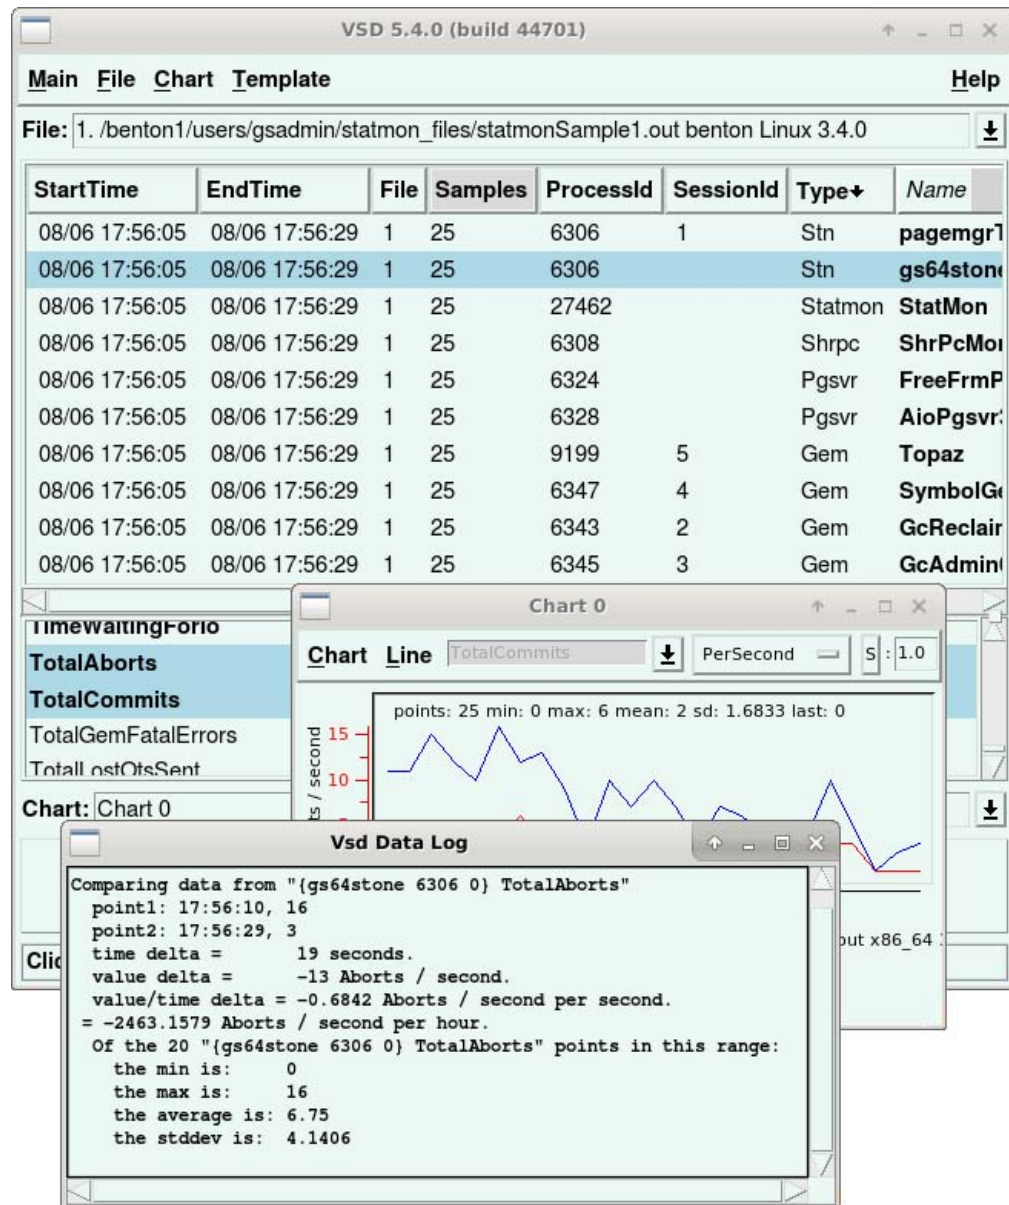 VSD 5.4.0 (build 44701)
Main File Chart Template Help
File: 1. /benton1/users/gsadmin/statmon_files/statmonSample1.out benton Linux 3.4.0
StartTime EndTime File Samples ProcessId SessionId Type Name
08/06 17:56:05 08/06 17:56:29 1 25 6306 1 Stn pagemgrT
08/06 17:56:05 08/06 17:56:29 1 25 6306 Stn gs64stone
08/06 17:56:05 08/06 17:56:29 1 25 27462 Statmon StatMon
08/06 17:56:05 08/06 17:56:29 1 25 6308 Shrpc ShrPcMon
08/06 17:56:05 08/06 17:56:29 1 25 6324 Pgsvr FreeFrmP
08/06 17:56:05 08/06 17:56:29 1 25 6328 Pgsvr AioPgsvr
08/06 17:56:05 08/06 17:56:29 1 25 9199 5 Gem Topaz
08/06 17:56:05 08/06 17:56:29 1 25 6347 4 Gem SymbolGe
08/06 17:56:05 08/06 17:56:29 1 25 6343 2 Gem GcReclair
08/06 17:56:05 08/06 17:56:29 1 25 6345 3 Gem GcAdmin
TimeWaitingForIo
TotalAborts
TotalCommits
TotalGemFatalErrors
TotalLostOtsSent
Chart: Chart 0
Clic
Chart 0
Chart Line TotalCommits PerSecond S : 1.0
points: 25 min: 0 max: 6 mean: 2 sd: 1.6833 last: 0
ts / second
15
10
out x86_64
Vsd Data Log
Comparing data from "{gs64stone 6306 0} TotalAborts"
point1: 17:56:10, 16
point2: 17:56:29, 3
time delta = 19 seconds.
value delta = -13 Aborts / second.
value/time delta = -0.6842 Aborts / second per second.
= -2463.1579 Aborts / second per hour.
Of the 20 "{gs64stone 6306 0} TotalAborts" points in this range:
the min is: 0
the max is: 16
the average is: 6.75
the stddev is: 4.1406